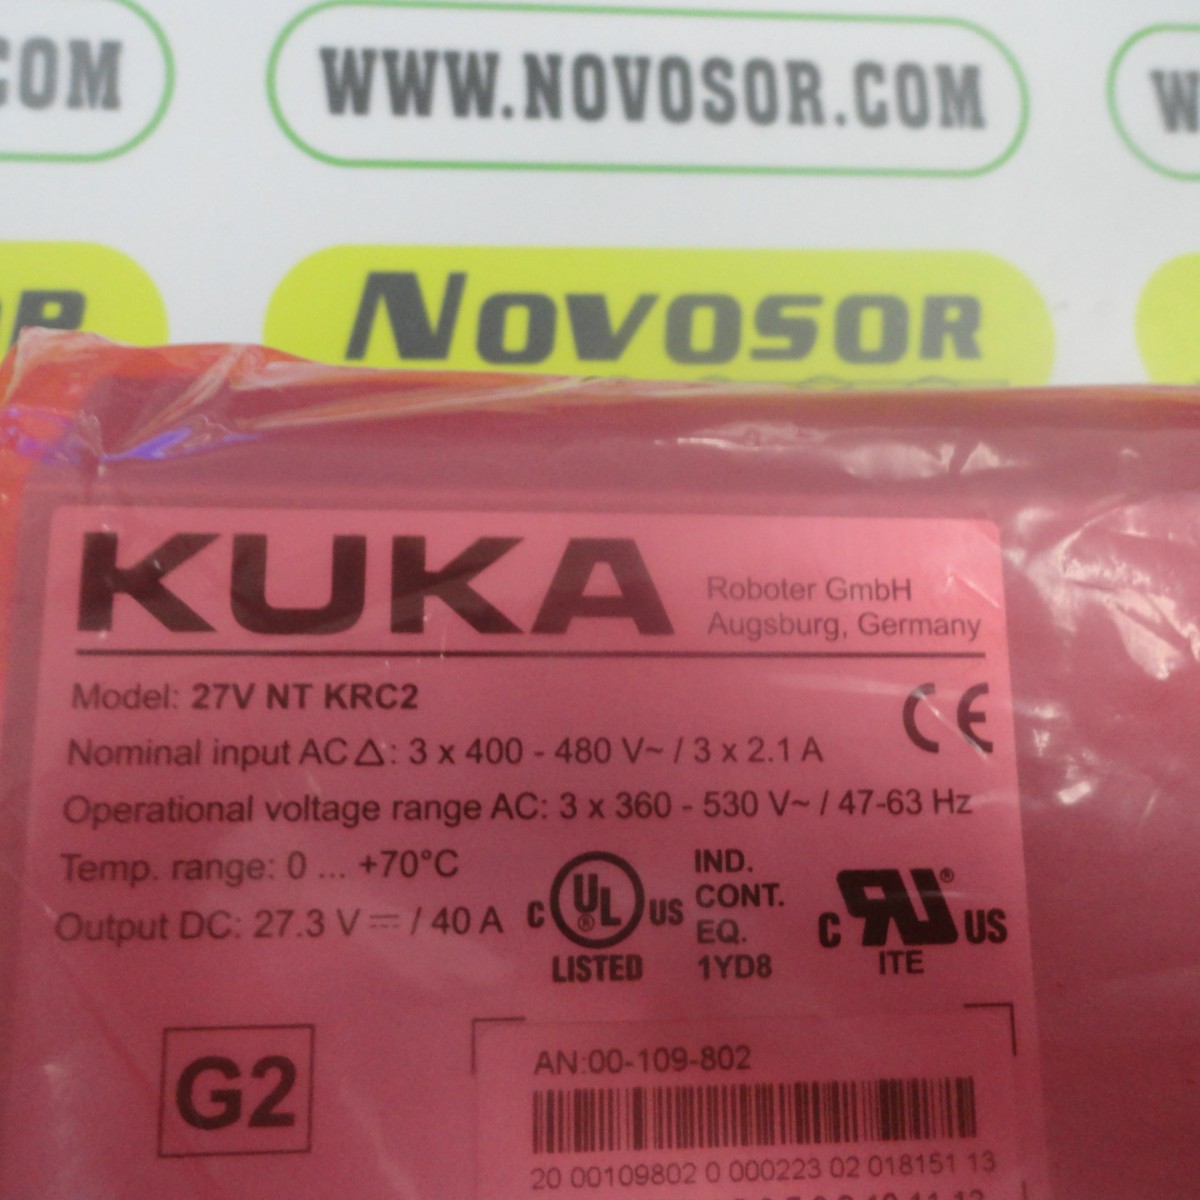 .COM WWW.NOVOSOR.COM W
OR NOVOSOR
KUKA Roboter GmbH
Augsburg, Germany
Model: 27V NT KRC2
CE
Nominal input AC Δ: 3 x 400 - 480 V~ / 3 x 2.1 A
Operational voltage range AC: 3 x 360 - 530 V~ / 47-63 Hz
Temp. range: 0 ... +70°C
Output DC: 27.3 V ⎓ / 40 A
C UL ® US
LISTED
IND.
CONT.
EQ.
1YD8
C RU ® US
ITE
G2
AN:00-109-802
20 00109802 0 000223 02 018151 13